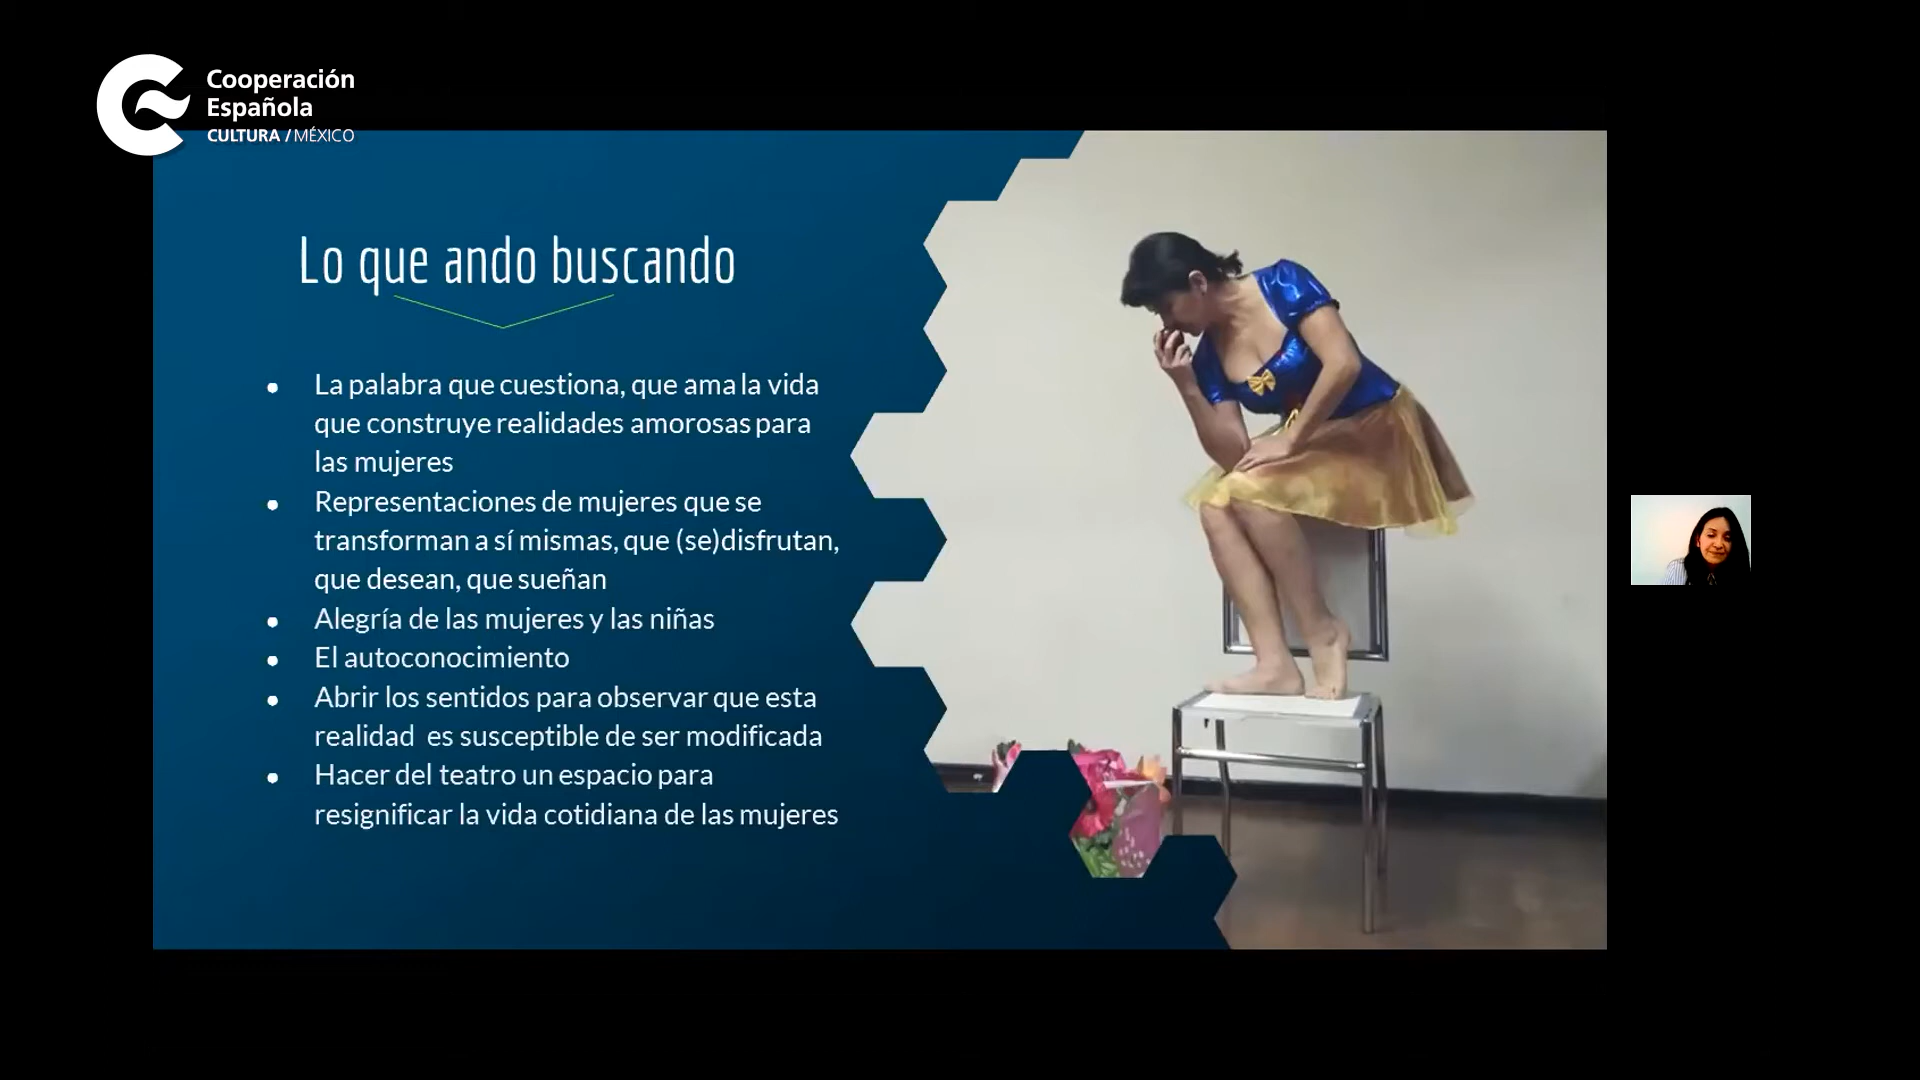 Cooperación
Española
CULTURA / MÉXICO
Lo que ando buscando
● La palabra que cuestiona, que ama la vida
que construye realidades amorosas para
las mujeres
● Representaciones de mujeres que se
transforman a sí mismas, que (se)disfrutan,
que desean, que sueñan
● Alegría de las mujeres y las niñas
● El autoconocimiento
● Abrir los sentidos para observar que esta
realidad es susceptible de ser modificada
● Hacer del teatro un espacio para
resignificar la vida cotidiana de las mujeres